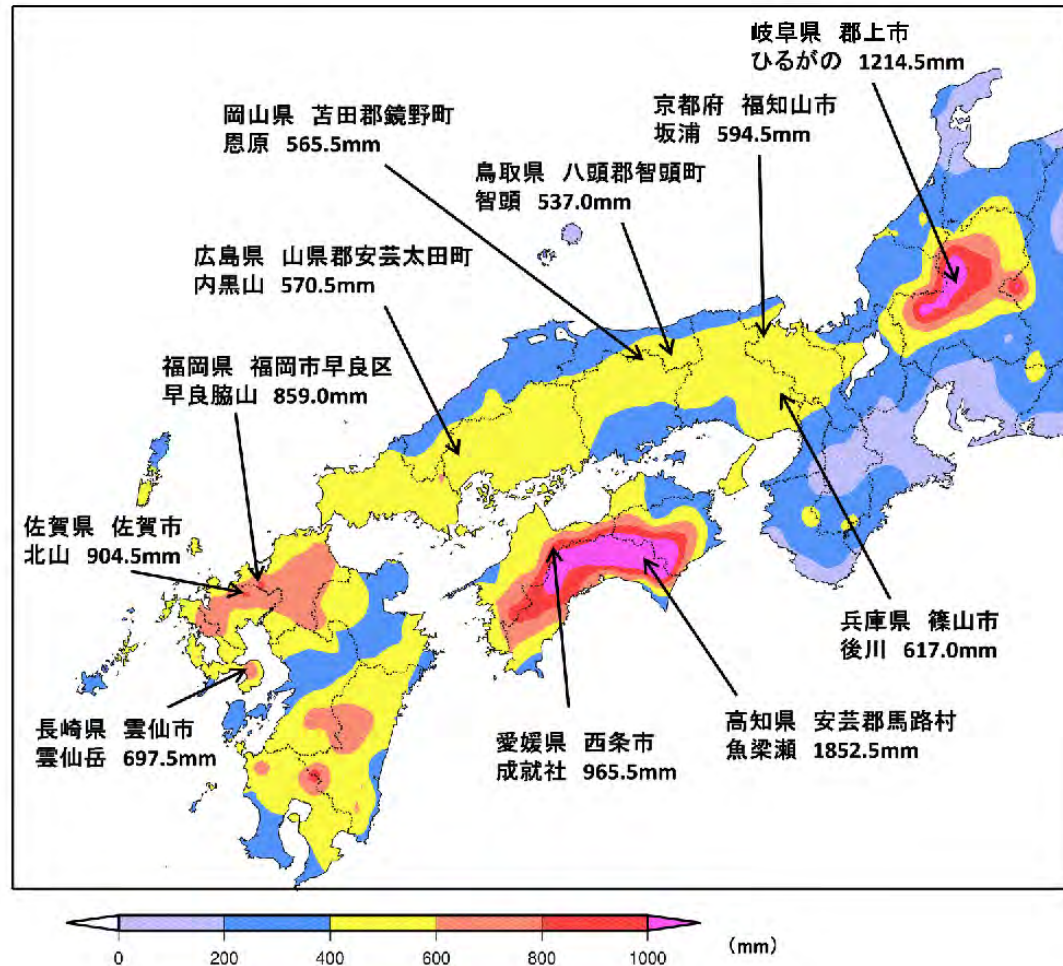 岐阜県 郡上市
ひるがの 1214.5mm
京都府 福知山市
坂浦 594.5mm
岡山県 苫田郡鏡野町
恩原 565.5mm
鳥取県 八頭郡智頭町
智頭 537.0mm
広島県 山県郡安芸太田町
内黒山 570.5mm
福岡県 福岡市早良区
早良脇山 859.0mm
佐賀県 佐賀市
北山 904.5mm
兵庫県 篠山市
後川 617.0mm
長崎県 雲仙市
雲仙岳 697.5mm
愛媛県 西条市
成就社 965.5mm
高知県 安芸郡馬路村
魚梁瀬 1852.5mm
0 200 400 600 800 1000 (mm)